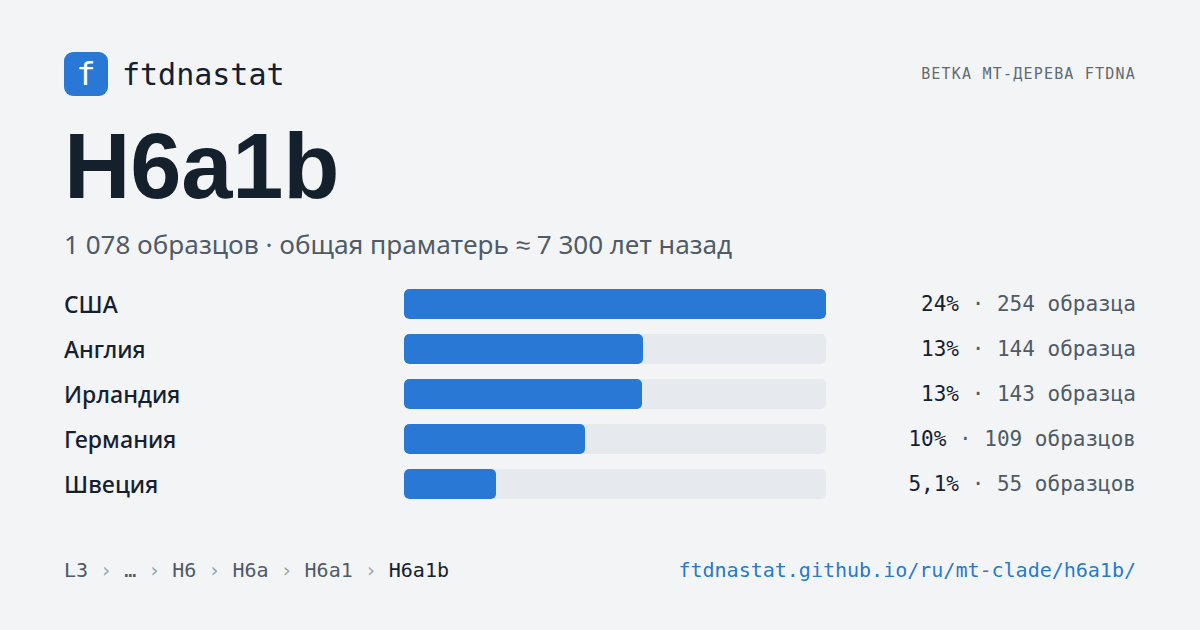 f ftdnastat
ВЕТКА МТ-ДЕРЕВА FTDNA
H6a1b
1 078 образцов · общая праматерь ≈ 7 300 лет назад
США 24% · 254 образца
Англия 13% · 144 образца
Ирландия 13% · 143 образца
Германия 10% · 109 образцов
Швеция 5,1% · 55 образцов
L3 › … › H6 › H6a › H6a1 › H6a1b
ftdnastat.github.io/ru/mt-clade/h6a1b/